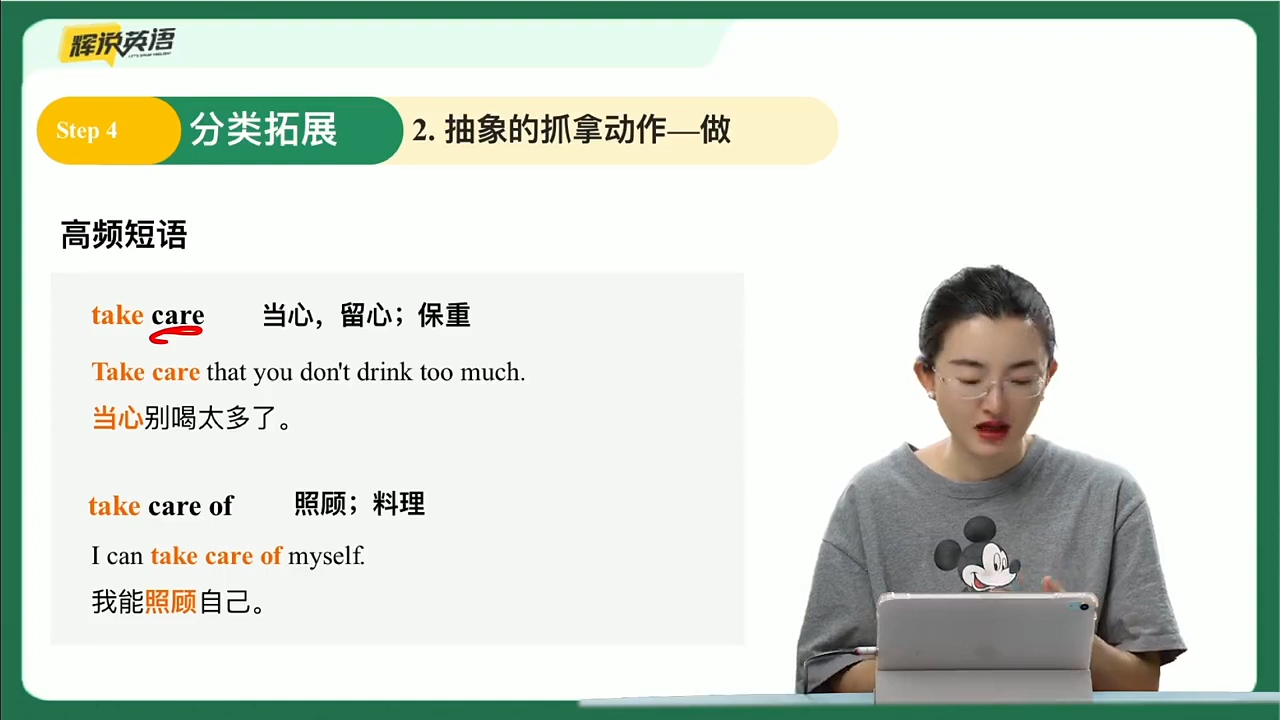 辉说英语
Step 4
分类拓展
2. 抽象的抓拿动作—做
高频短语
take care 当心，留心；保重
Take care that you don't drink too much.
当心别喝太多了。
take care of 照顾；料理
I can take care of myself.
我能照顾自己。